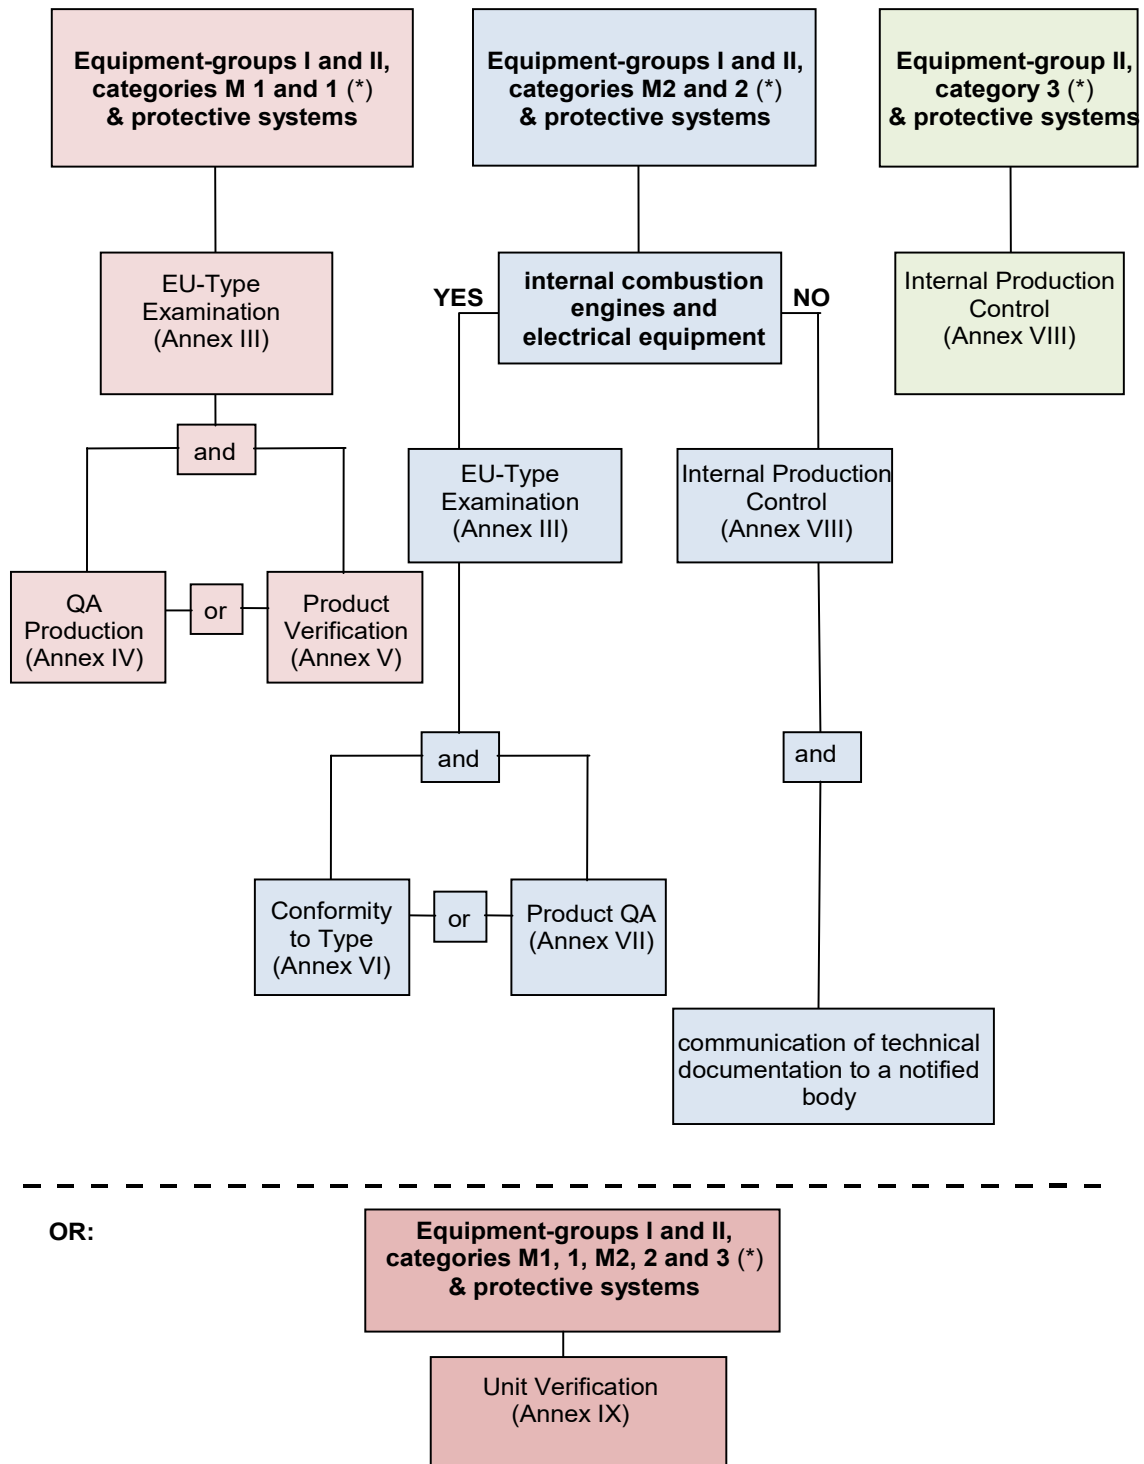 Equipment-groups I and II,
categories M 1 and 1 (*)
& protective systems
Equipment-groups I and II,
categories M2 and 2 (*)
& protective systems
Equipment-group II,
category 3 (*)
& protective systems
EU-Type
Examination
(Annex III)
YES
internal combustion
engines and
electrical equipment
NO
Internal Production
Control
(Annex VIII)
and
EU-Type
Examination
(Annex III)
Internal Production
Control
(Annex VIII)
QA
Production
(Annex IV)
or
Product
Verification
(Annex V)
and
and
Conformity
to Type
(Annex VI)
or
Product QA
(Annex VII)
communication of technical
documentation to a notified
body
OR:
Equipment-groups I and II,
categories M1, 1, M2, 2 and 3 (*)
& protective systems
Unit Verification
(Annex IX)